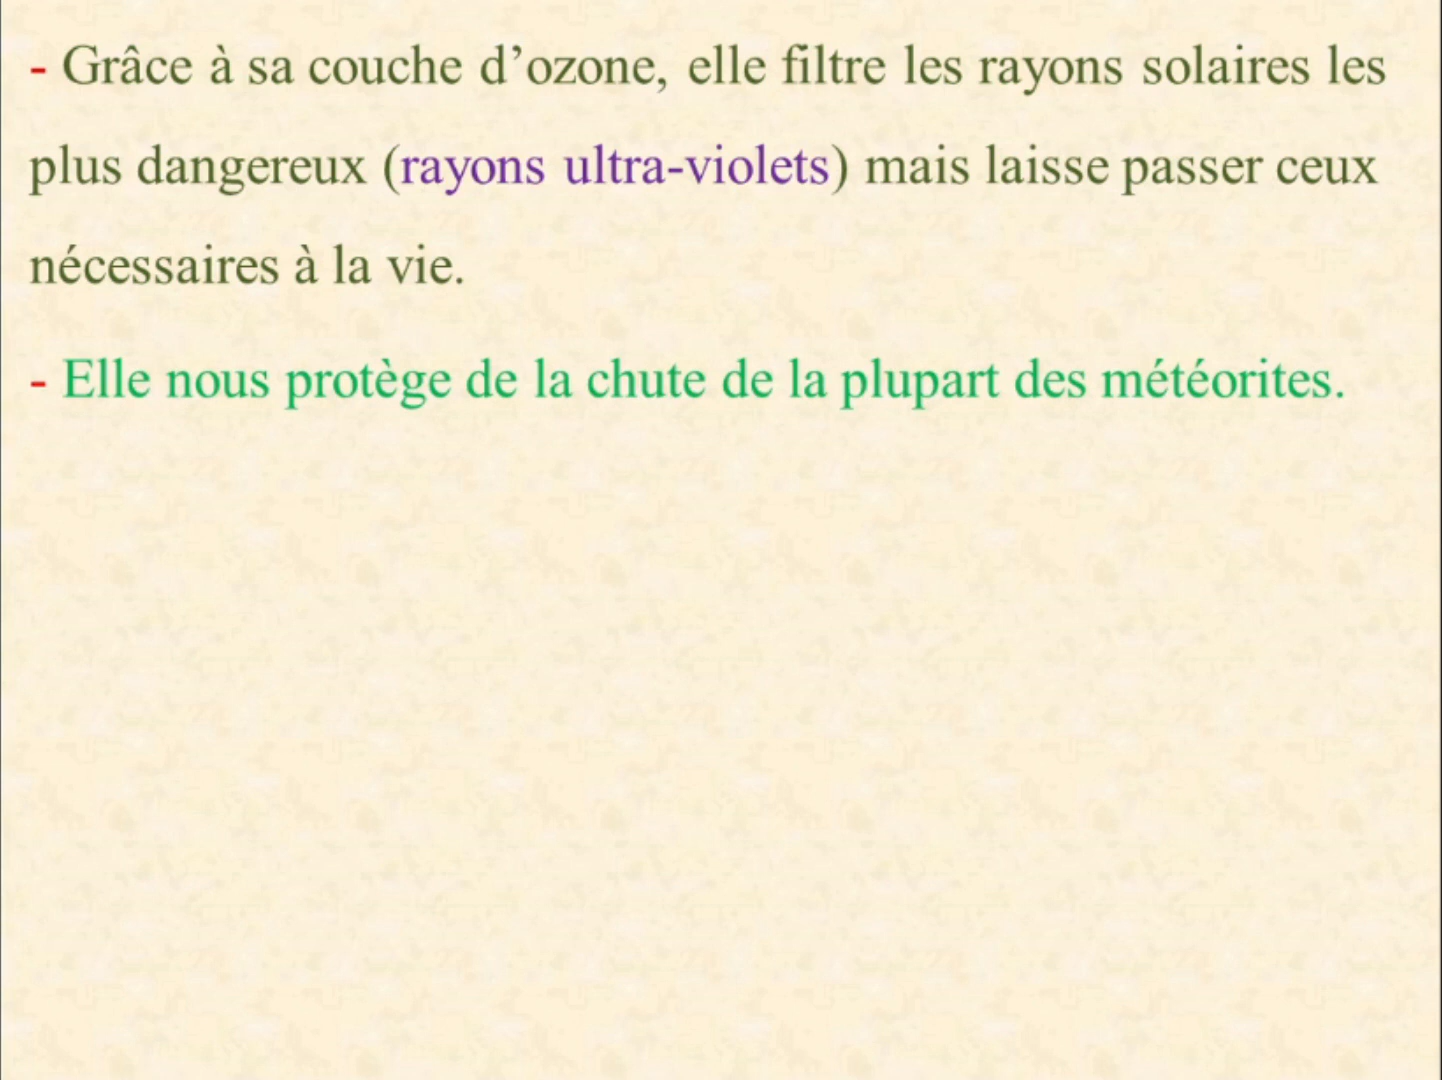 - Grâce à sa couche d’ozone, elle filtre les rayons solaires les
plus dangereux (rayons ultra-violets) mais laisse passer ceux
nécessaires à la vie.
- Elle nous protège de la chute de la plupart des météorites.